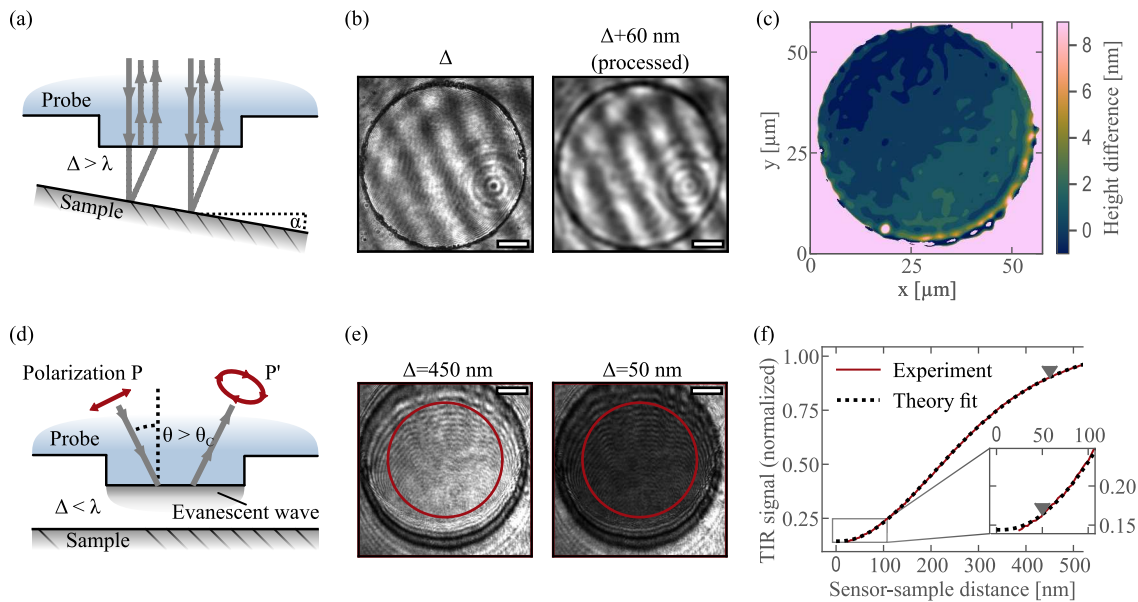 (a)
Probe
Δ > λ
Sample
α
(b)
Δ
Δ+60 nm
(processed)
(c)
y [μm]
50
25
0
0
25
50
x [μm]
8
6
4
2
0
Height difference [nm]
(d)
Polarization P
P'
θ > θC
Probe
Δ < λ
Evanescent wave
Sample
(e)
Δ=450 nm
Δ=50 nm
(f)
TIR signal (normalized)
1.00
0.75
0.50
0.25
Experiment
Theory fit
0
50
100
0.20
0.15
0
100
200
300
400
500
Sensor-sample distance [nm]